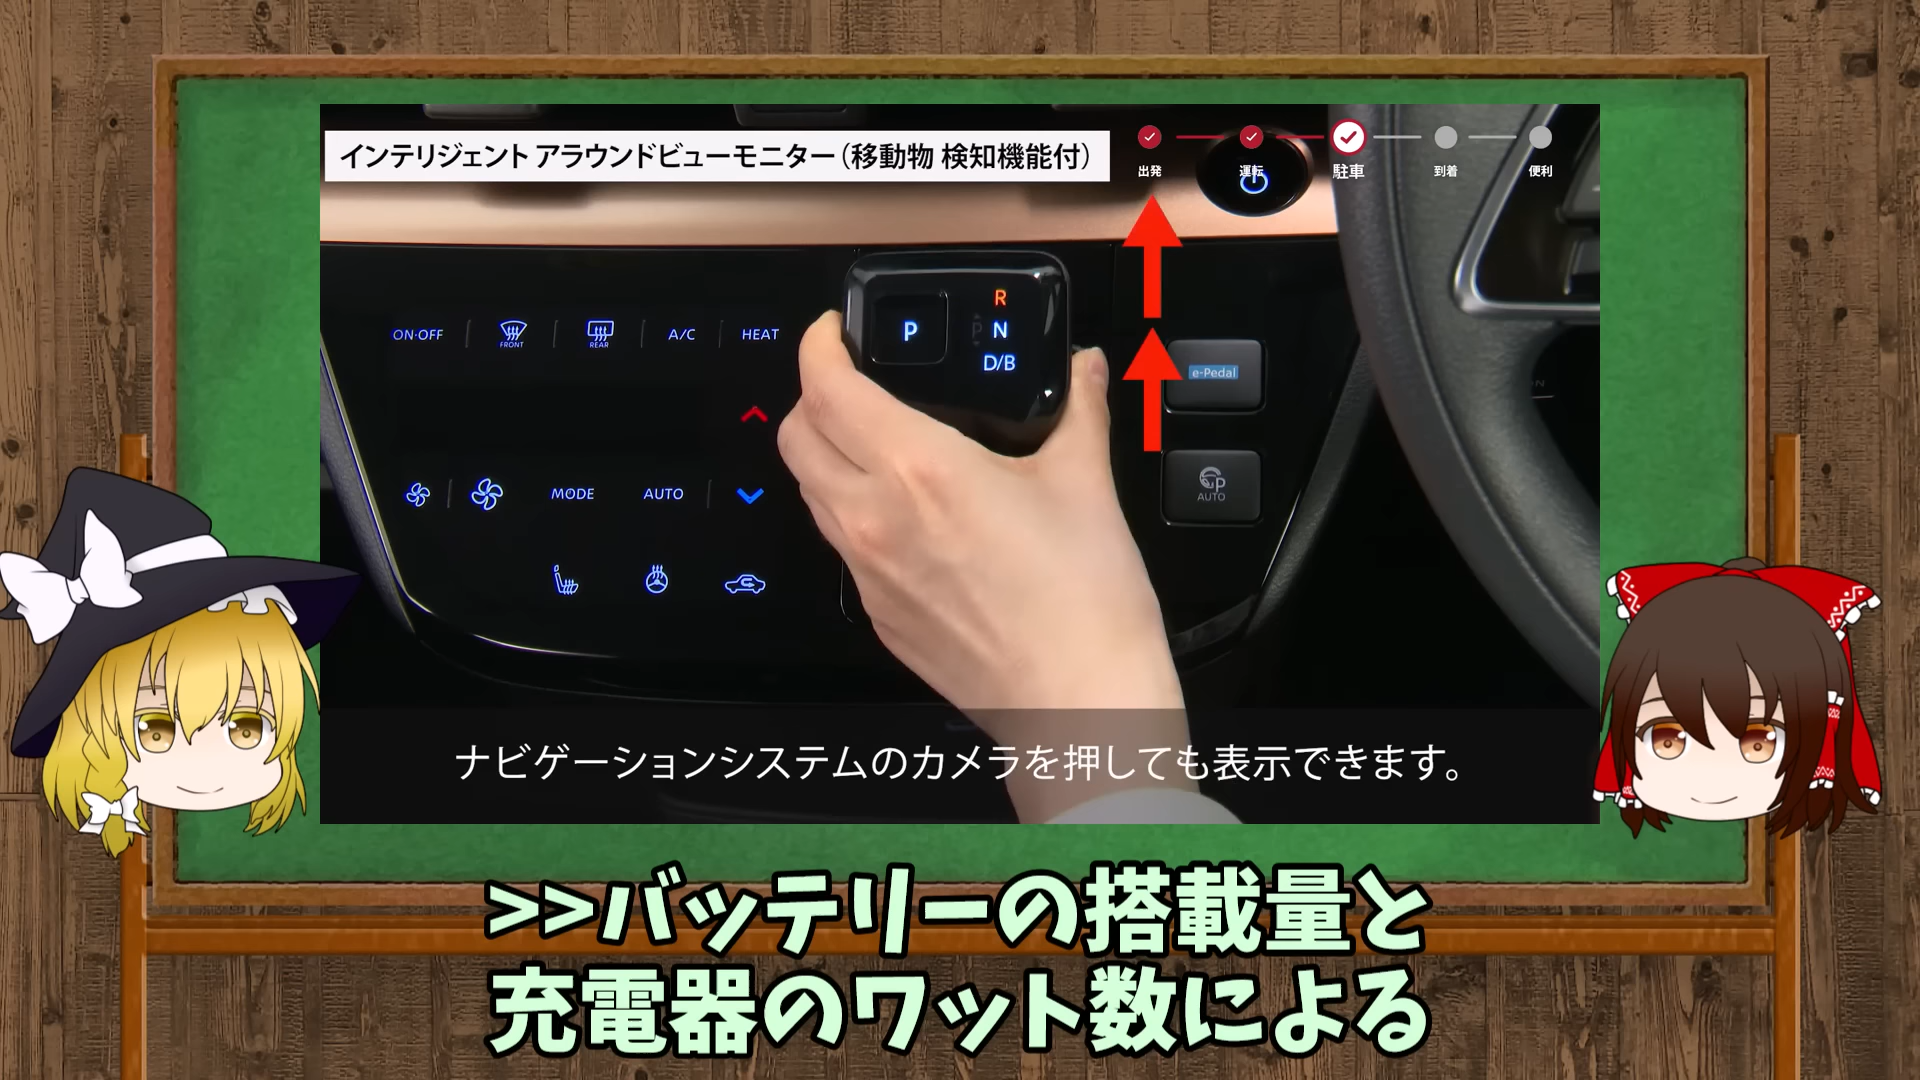 インテリジェント アラウンドビューモニター（移動物 検知機能付）
出発
運転
駐車
到着
便利
ON·OFF
FRONT
REAR
A/C
HEAT
P
R
N
D/B
e-Pedal
MODE
AUTO
P
AUTO
ナビゲーションシステムのカメラを押しても表示できます。
>>バッテリーの搭載量と
充電器のワット数による